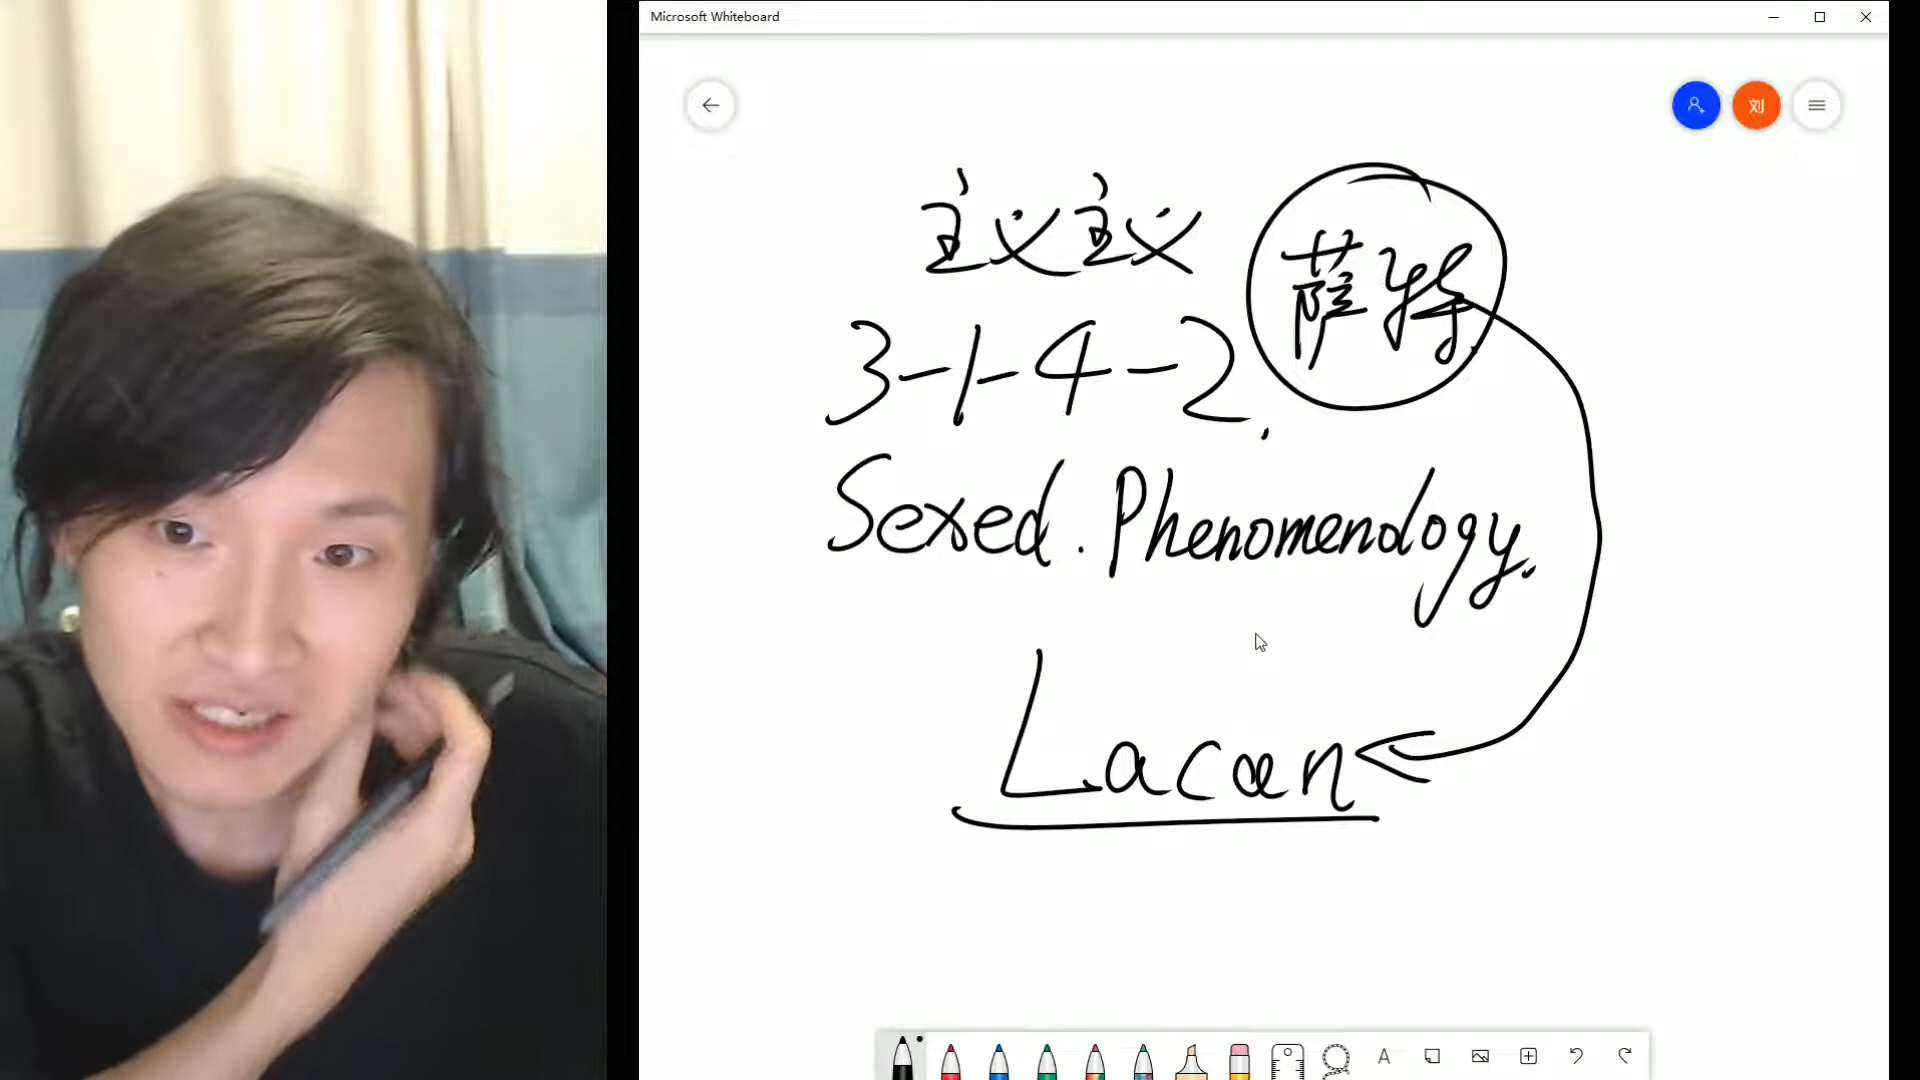 Microsoft Whiteboard
刘
主义主义
萨特
3-1-4-2.
Sexed. Phenomenology.
Lacan
A